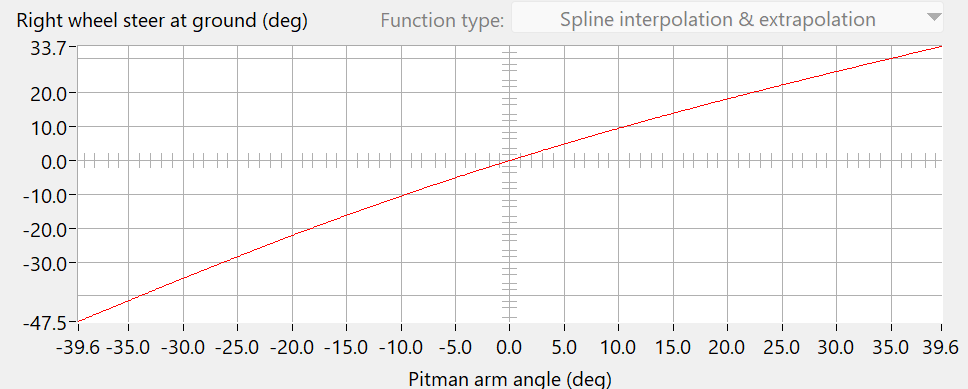 Right wheel steer at ground (deg) Function type: Spline interpolation & extrapolation
33.7
20.0
10.0
0.0
-10.0
-20.0
-30.0
-47.5
-39.6 -35.0 -30.0 -25.0 -20.0 -15.0 -10.0 -5.0 0.0 5.0 10.0 15.0 20.0 25.0 30.0 35.0 39.6
Pitman arm angle (deg)